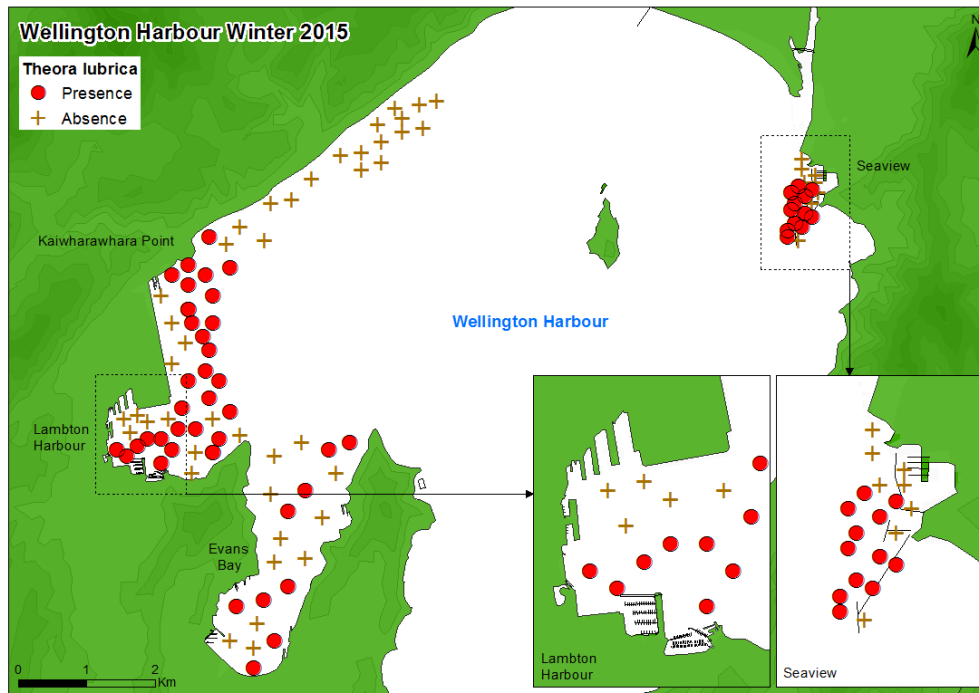 Wellington Harbour Winter 2015
Theora lubrica
Presence
Absence
N
Seaview
Kaiwharawhara Point
Wellington Harbour
Lambton
Harbour
Evans
Bay
0 1 2
Km
Lambton
Harbour
Seaview